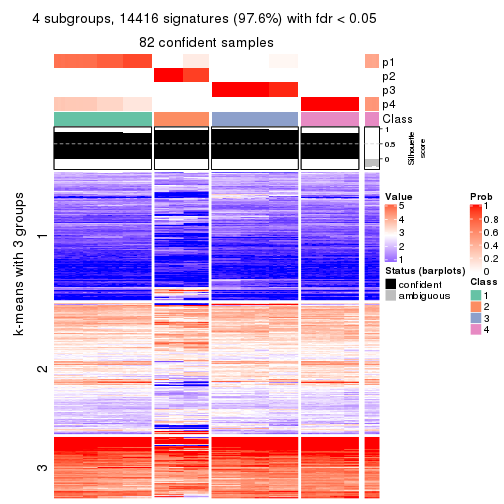 4 subgroups, 14416 signatures (97.6%) with fdr < 0.05
82 confident samples
p1
p2
p3
p4
Class
1
0.5
0
Silhouette
score
k-means with 3 groups
1
2
3
Value
5
4
3
2
1
Status (barplots)
confident
ambiguous
Prob
1
0.8
0.6
0.4
0.2
0
Class
1
2
3
4